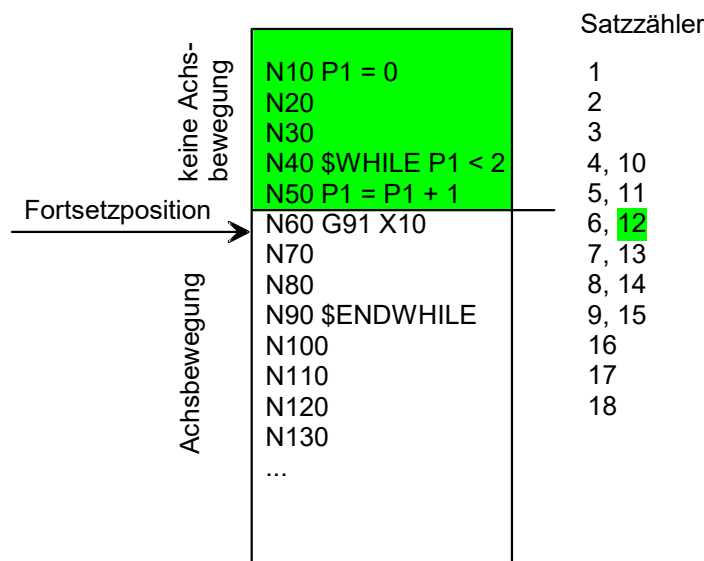 Satzzähler
keine Achs-
bewegung
N10 P1 = 0 1
N20 2
N30 3
N40 $WHILE P1 < 2 4, 10
N50 P1 = P1 + 1 5, 11
Fortsetzposition
N60 G91 X10 6, 12
Achsbewegung
N70 7, 13
N80 8, 14
N90 $ENDWHILE 9, 15
N100 16
N110 17
N120 18
N130
...